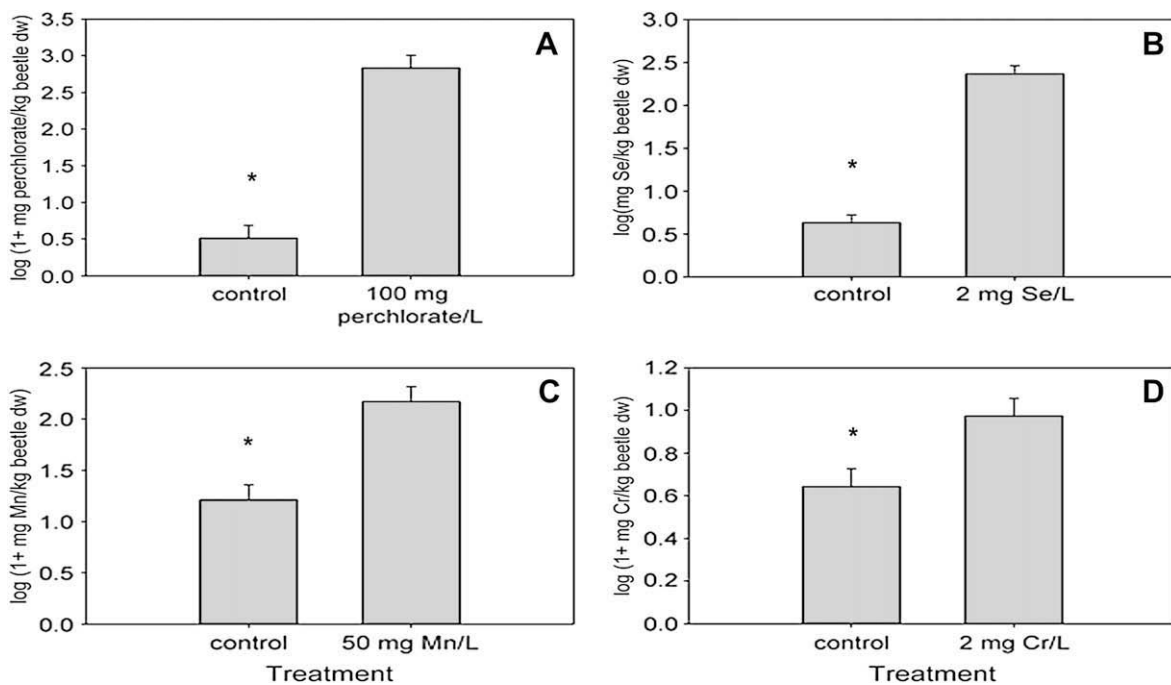 A
log (1+ mg perchlorate/kg beetle dw)
3.5
3.0
2.5
2.0
1.5
1.0
0.5
0.0
*
control
100 mg
perchlorate/L
B
log(mg Se/kg beetle dw)
3.0
2.5
2.0
1.5
1.0
0.5
0.0
*
control
2 mg Se/L
C
log (1+ mg Mn/kg beetle dw)
2.5
2.0
1.5
1.0
0.5
0.0
*
control
50 mg Mn/L
Treatment
D
log (1+ mg Cr/kg beetle dw)
1.2
1.0
0.8
0.6
0.4
0.2
0.0
*
control
2 mg Cr/L
Treatment